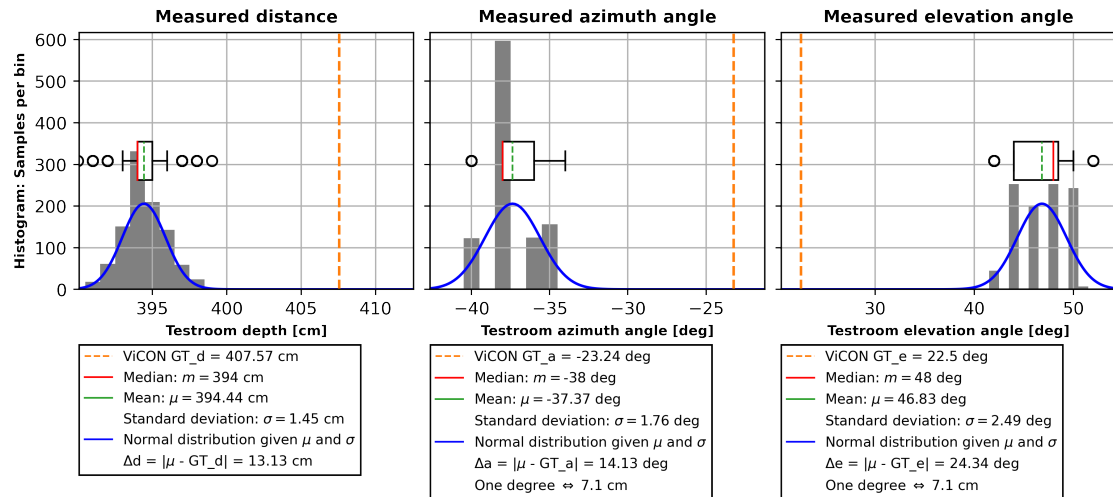 Measured distance
Measured azimuth angle
Measured elevation angle
Histogram: Samples per bin
600
500
400
300
200
100
0
395
400
405
410
Testroom depth [cm]
−40
−35
−30
−25
Testroom azimuth angle [deg]
30
40
50
Testroom elevation angle [deg]
ViCON GT_d = 407.57 cm
Median: m = 394 cm
Mean: μ = 394.44 cm
Standard deviation: σ = 1.45 cm
Normal distribution given μ and σ
Δd = |μ - GT_d| = 13.13 cm
ViCON GT_a = -23.24 deg
Median: m = -38 deg
Mean: μ = -37.37 deg
Standard deviation: σ = 1.76 deg
Normal distribution given μ and σ
Δa = |μ - GT_a| = 14.13 deg
One degree ⇔ 7.1 cm
ViCON GT_e = 22.5 deg
Median: m = 48 deg
Mean: μ = 46.83 deg
Standard deviation: σ = 2.49 deg
Normal distribution given μ and σ
Δe = |μ - GT_e| = 24.34 deg
One degree ⇔ 7.1 cm